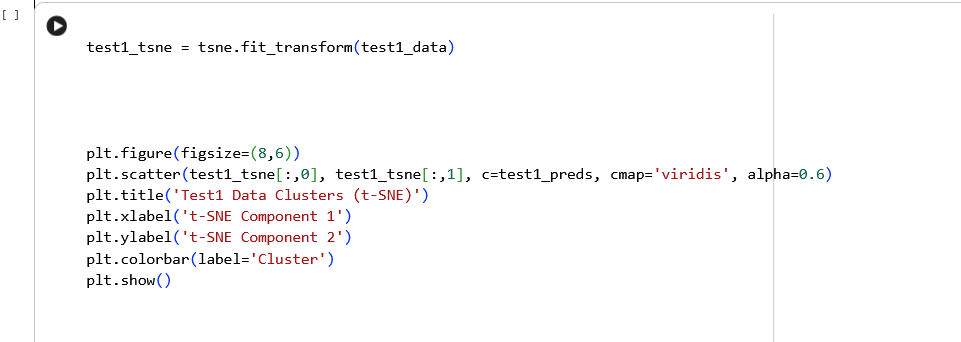 [ ]
test1_tsne = tsne.fit_transform(test1_data)
plt.figure(figsize=(8,6))
plt.scatter(test1_tsne[:,0], test1_tsne[:,1], c=test1_preds, cmap='viridis', alpha=0.6)
plt.title('Test1 Data Clusters (t-SNE)')
plt.xlabel('t-SNE Component 1')
plt.ylabel('t-SNE Component 2')
plt.colorbar(label='Cluster')
plt.show()